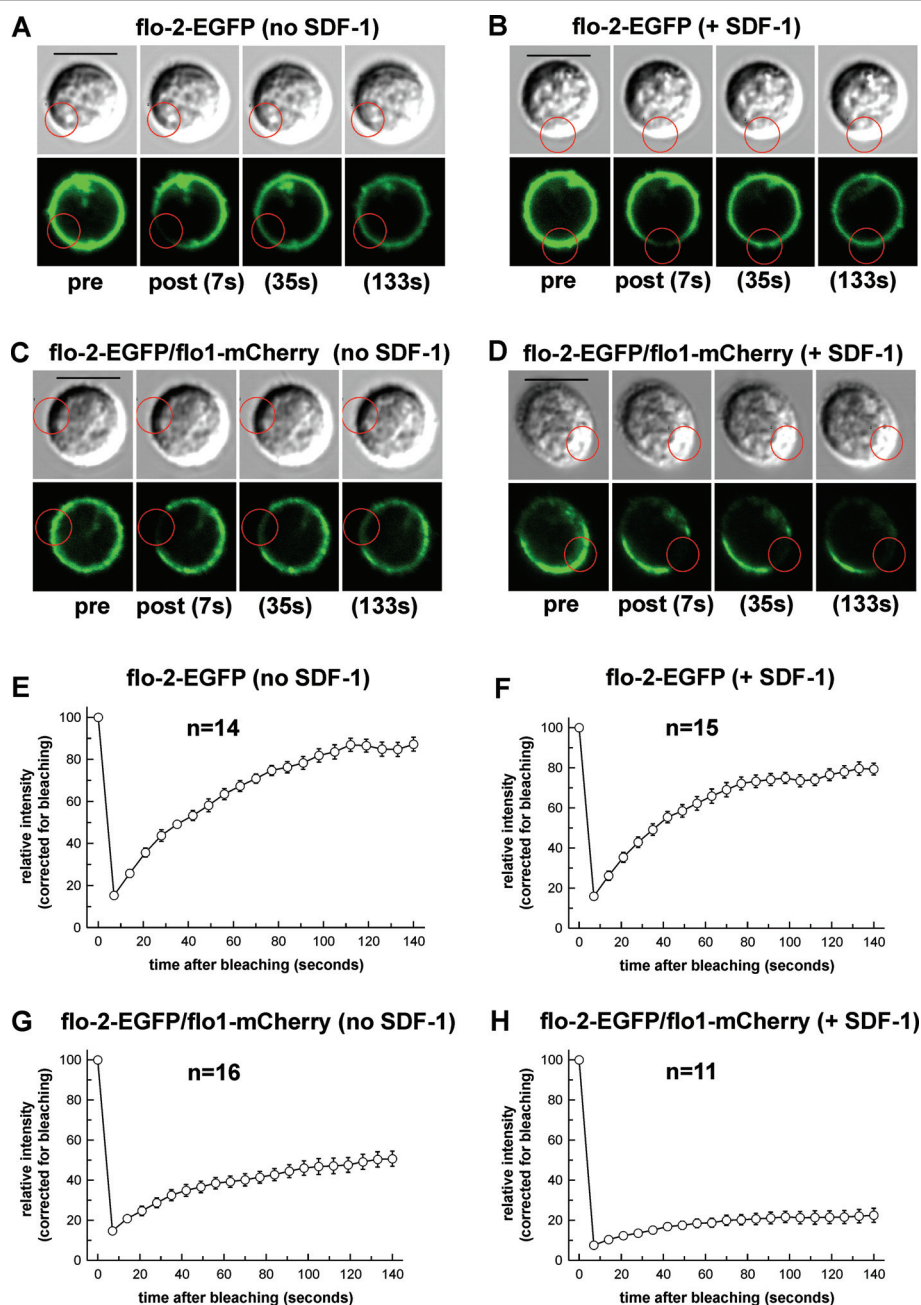 A flo-2-EGFP (no SDF-1)
B flo-2-EGFP (+ SDF-1)
pre post (7s) (35s) (133s)
pre post (7s) (35s) (133s)
C flo-2-EGFP/flo1-mCherry (no SDF-1)
D flo-2-EGFP/flo1-mCherry (+ SDF-1)
pre post (7s) (35s) (133s)
pre post (7s) (35s) (133s)
E flo-2-EGFP (no SDF-1)
n=14
relative intensity
(corrected for bleaching)
100
80
60
40
20
0
0 20 40 60 80 100 120 140
time after bleaching (seconds)
F flo-2-EGFP (+ SDF-1)
n=15
relative intensity
(corrected for bleaching)
100
80
60
40
20
0
0 20 40 60 80 100 120 140
time after bleaching (seconds)
G flo-2-EGFP/flo1-mCherry (no SDF-1)
n=16
relative intensity
(corrected for bleaching)
100
80
60
40
20
0
0 20 40 60 80 100 120 140
time after bleaching (seconds)
H flo-2-EGFP/flo1-mCherry (+ SDF-1)
n=11
relative intensity
(corrected for bleaching)
100
80
60
40
20
0
0 20 40 60 80 100 120 140
time after bleaching (seconds)